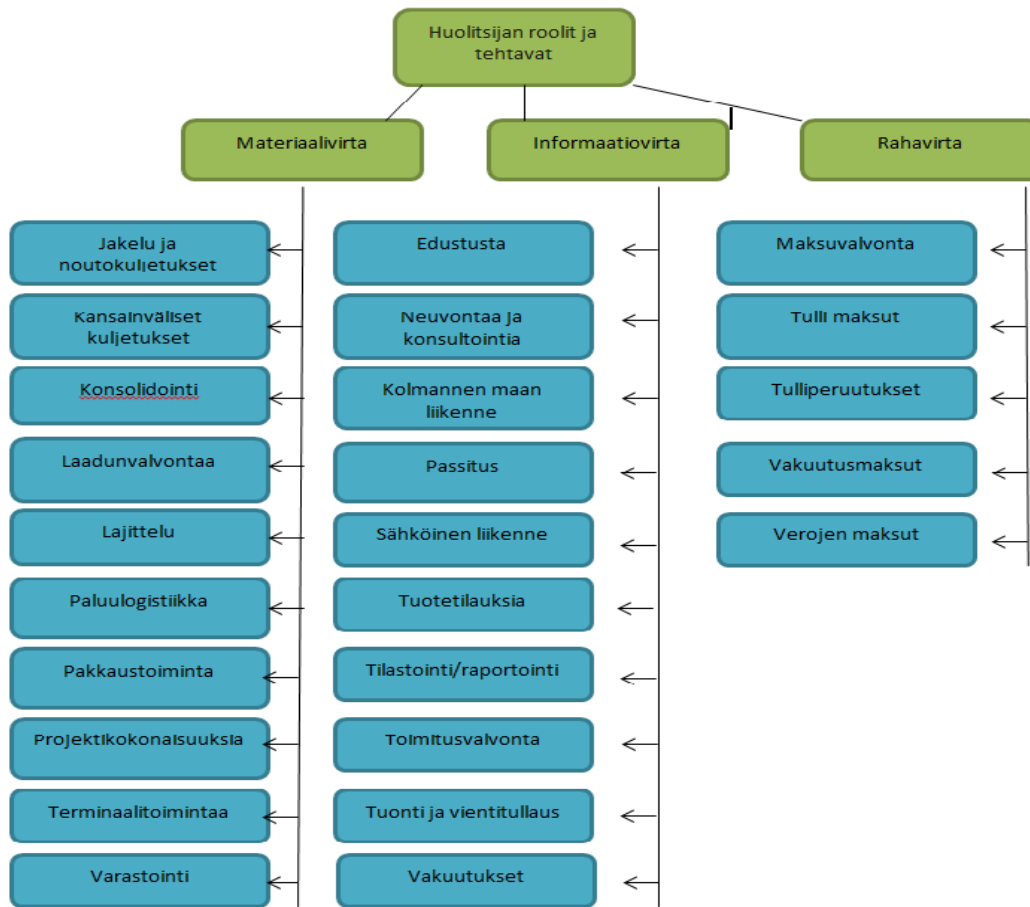 Huolitsijan roolit ja
tehtavat
Materiaalivirta
Informaatiovirta
Rahavirta
Jakelu ja
noutokuljetukset
Kansainväliset
kuljetukset
Konsolidointi
Laadunvalvontaa
Lajittelu
Paluulogistiikka
Pakkaustoiminta
Projektikokonaisuuksia
Terminaalitoimintaa
Varastointi
Edustusta
Neuvontaa ja
konsultointia
Kolmannen maan
liikenne
Passitus
Sähköinen liikenne
Tuotetilauksia
Tilastointi/raportointi
Toimitusvalvonta
Tuonti ja vientitullaus
Vakuutukset
Maksuvalvonta
Tulli maksut
Tulliperuutukset
Vakuutusmaksut
Verojen maksut